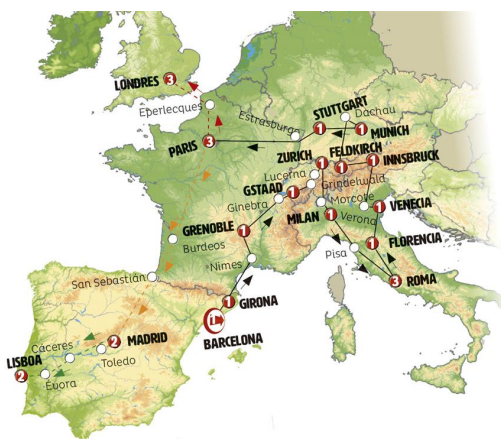 LONDRES 3
Eperlecques
PARIS 3
Estrasburgo
STUTTGART
1
Dachau
1
MUNICH
ZURICH
1
FELDKIRCH
1
1
INNSBRUCK
Lucerna
Grindelwald
GSTAAD
1
Ginebra
Morcote
MILAN 1
Verona
1 VENECIA
GRENOBLE
1
Burdeos
1
FLORENCIA
Pisa
3 ROMA
Nimes
San Sebastián
1
GIRONA
1
BARCELONA
2 MADRID
Toledo
Cáceres
LISBOA
2
Evora